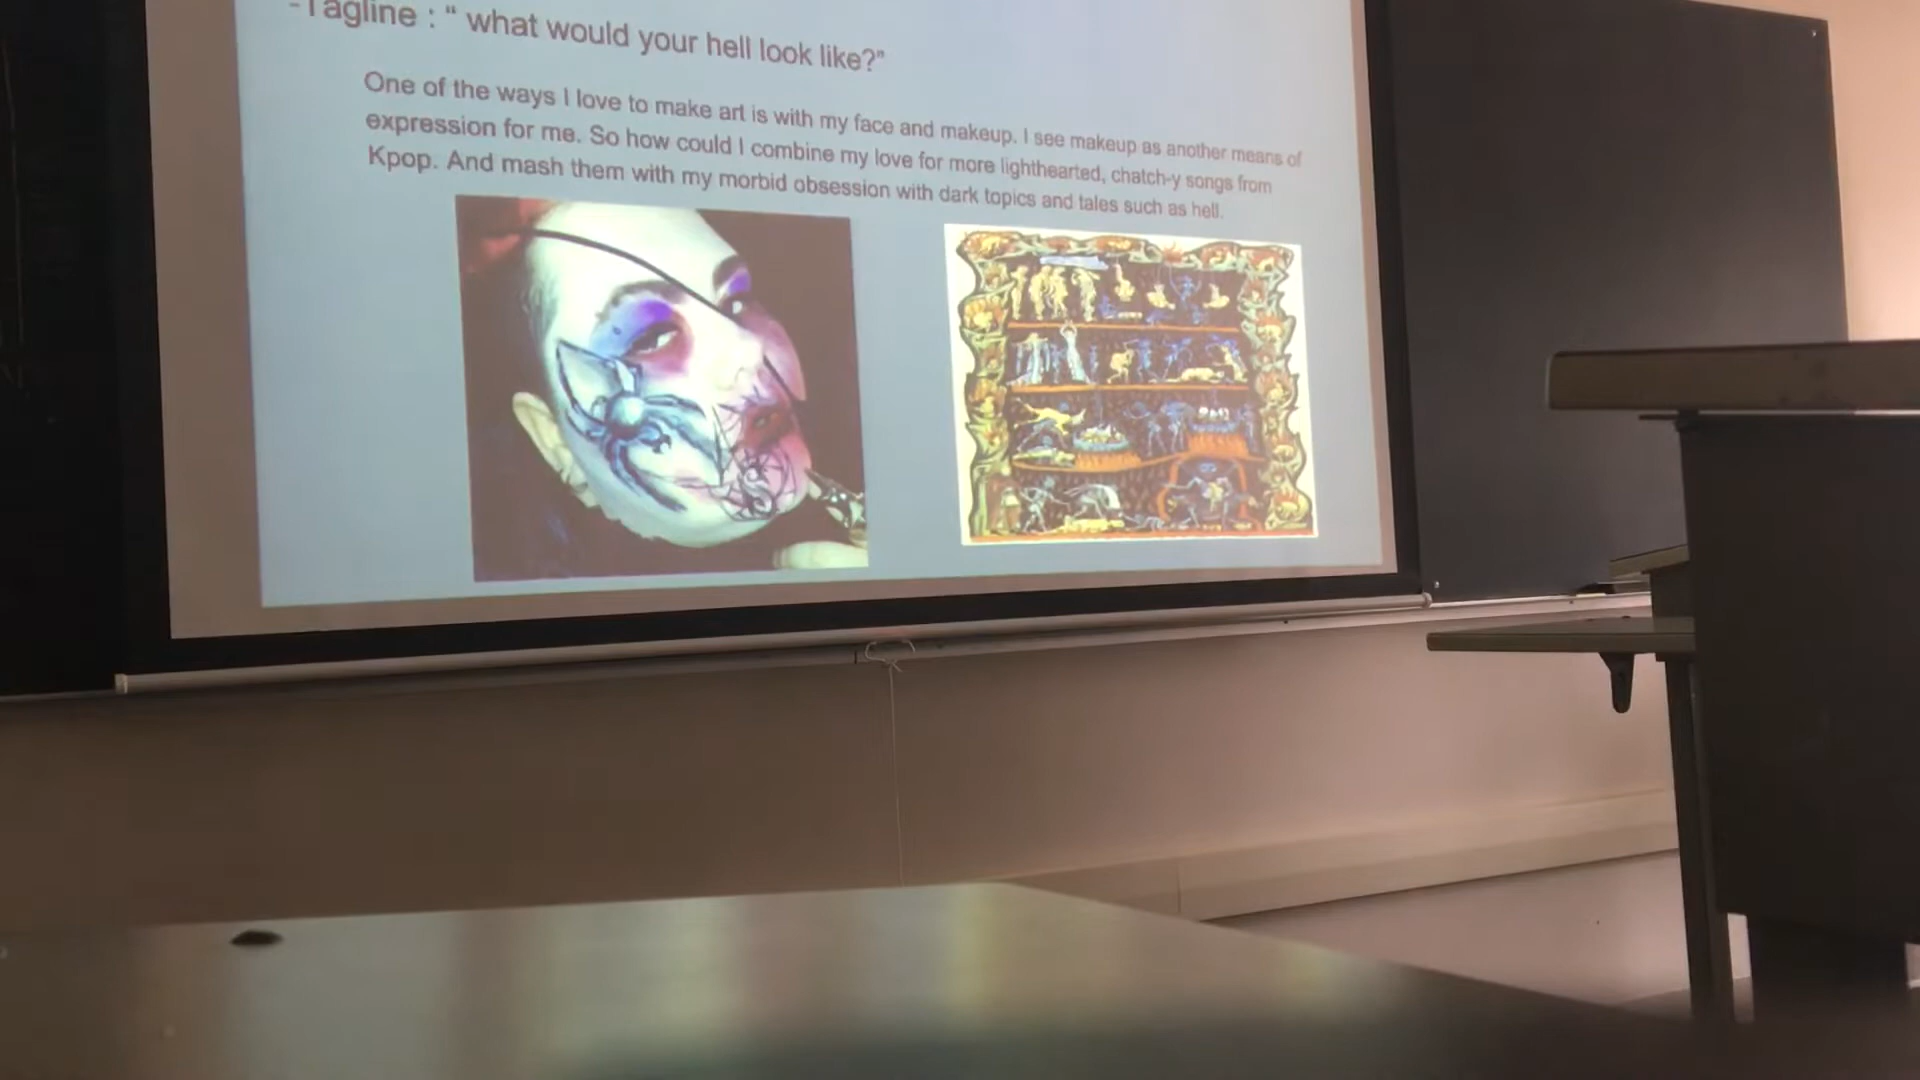 -Tagline : “ what would your hell look like?”
One of the ways I love to make art is with my face and makeup. I see makeup as another means of
expression for me. So how could I combine my love for more lighthearted, chatch-y songs from
Kpop. And mash them with my morbid obsession with dark topics and tales such as hell.